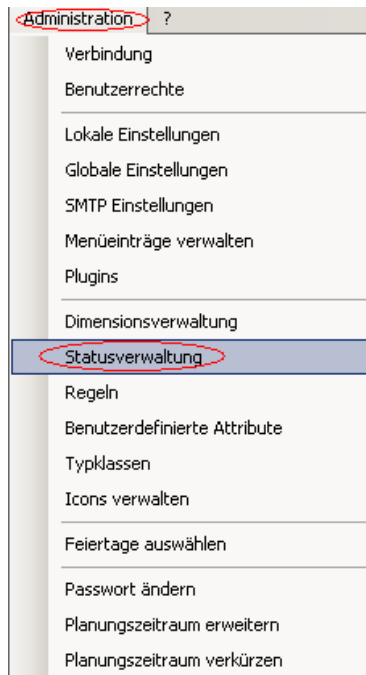 Administration ?
Verbindung
Benutzerrechte
Lokale Einstellungen
Globale Einstellungen
SMTP Einstellungen
Menüeinträge verwalten
Plugins
Dimensionsverwaltung
Statusverwaltung
Regeln
Benutzerdefinierte Attribute
Typklassen
Icons verwalten
Feiertage auswählen
Passwort ändern
Planungszeitraum erweitern
Planungszeitraum verkürzen